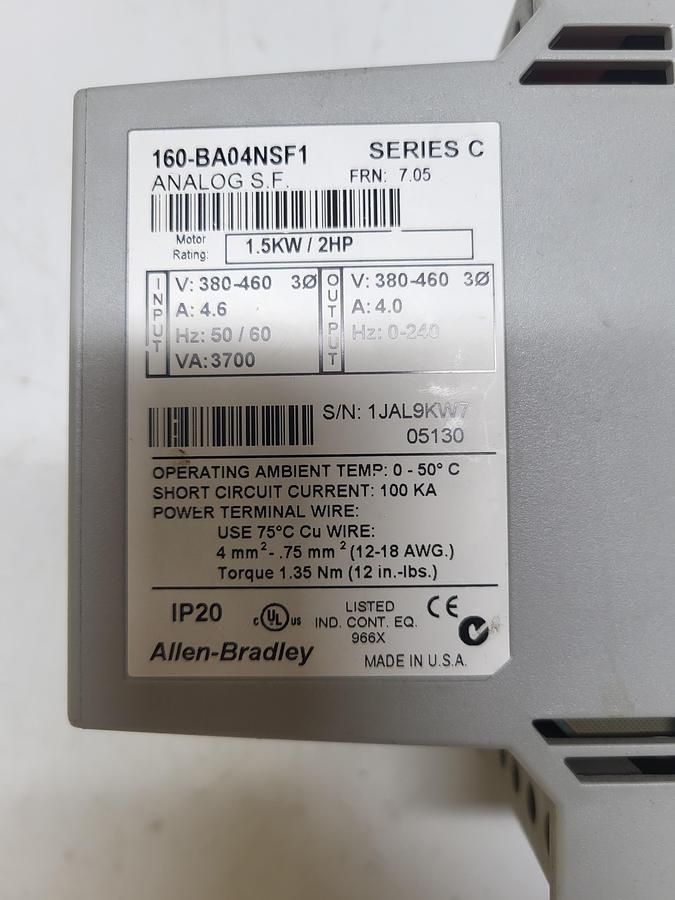 160-BA04NSF1 SERIES C
ANALOG S.F. FRN: 7.05
Motor
Rating: 1.5KW / 2HP
INPUT
V: 380-460 3Ø
A: 4.6
Hz: 50 / 60
VA: 3700
OUTPUT
V: 380-460 3Ø
A: 4.0
Hz: 0-240
S/N: 1JAL9KW7
05130
OPERATING AMBIENT TEMP: 0 - 50° C
SHORT CIRCUIT CURRENT: 100 KA
POWER TERMINAL WIRE:
USE 75°C Cu WIRE:
4 mm² - .75 mm² (12-18 AWG.)
Torque 1.35 Nm (12 in.-lbs.)
IP20 c UL us LISTED CE
IND. CONT. EQ.
966X
Allen-Bradley MADE IN U.S.A.